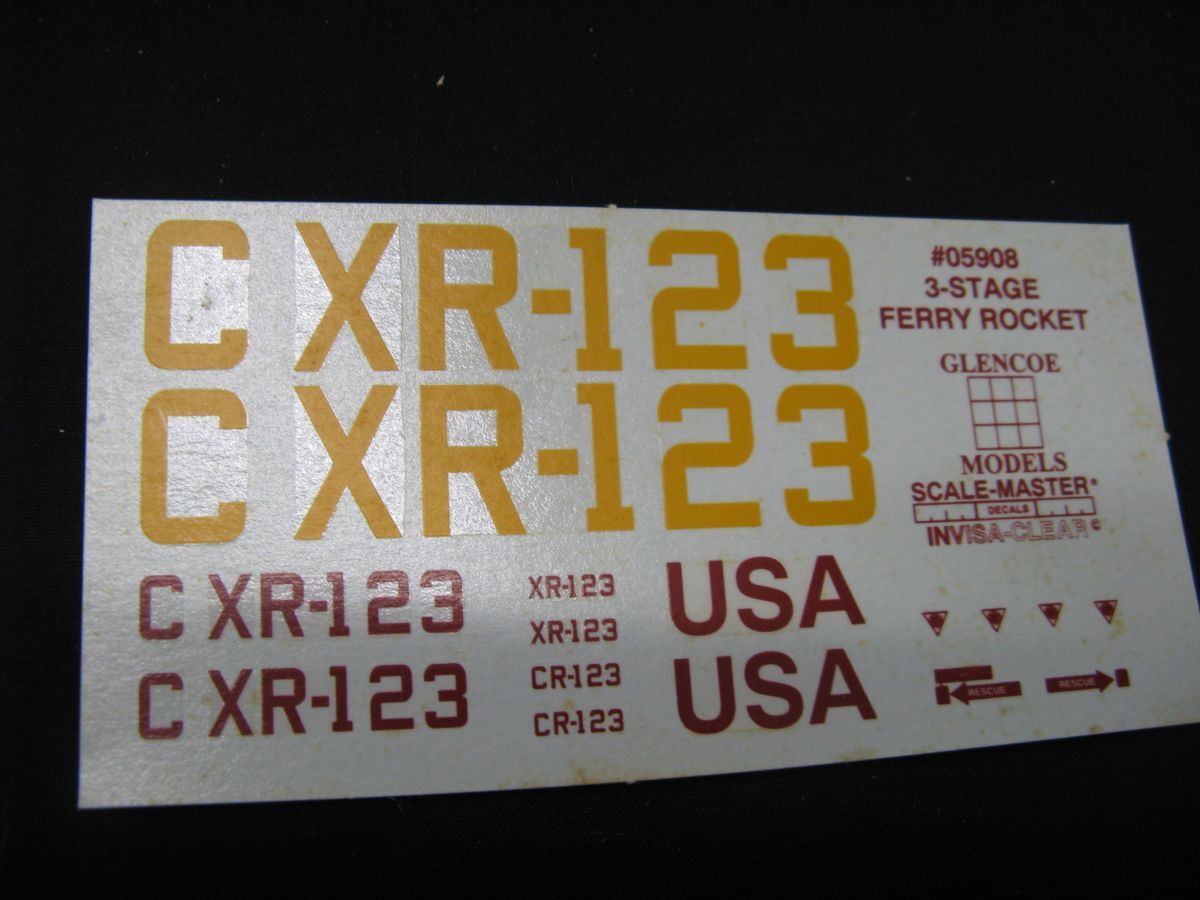 C XR-123
C XR-123
C XR-123
C XR-123
XR-123
XR-123
CR-123
CR-123
USA
USA
#05908
3-STAGE
FERRY ROCKET
GLENCOE
MODELS
SCALE-MASTER®
DECALS
INVISA-CLEAR©
RESCUE
RESCUE